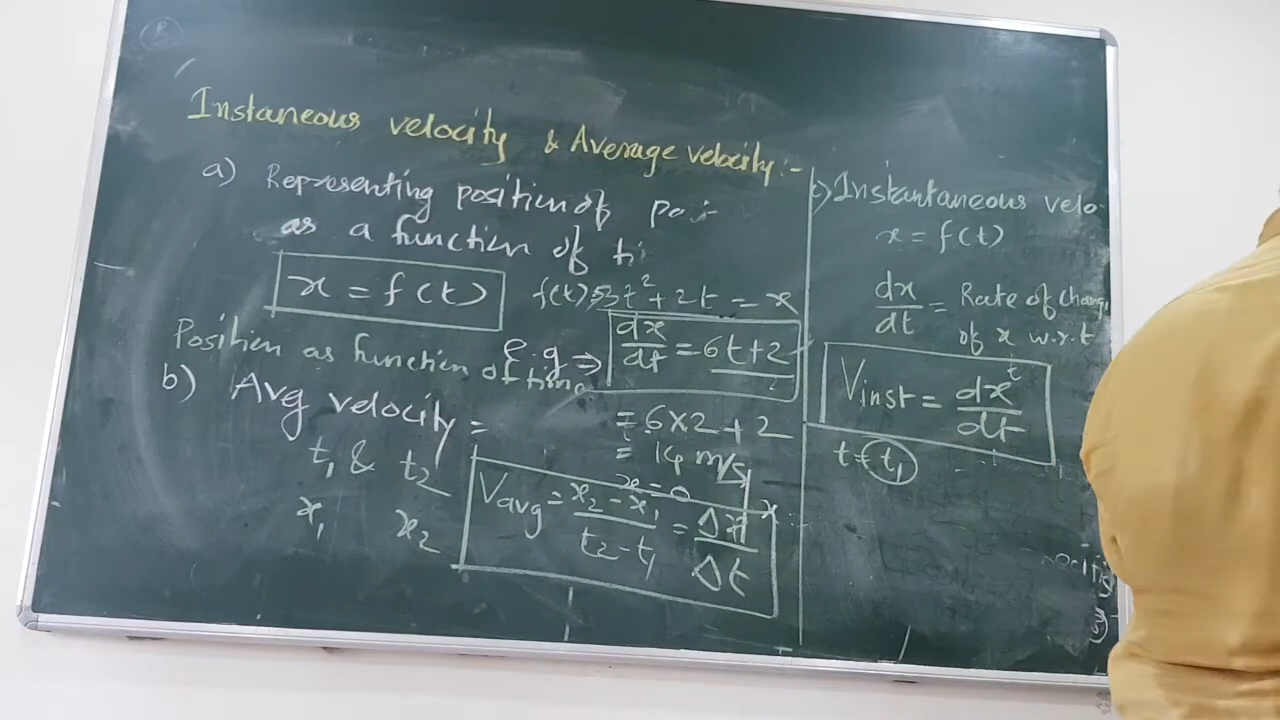 Instaneous velocity & Average velocity:-
a) Representing position of
as a function of
x = f(t)
f(t) = 3t² + 2t = x
Position as function of time
e.g ⇒ dx/dt = 6t+2
b) Avg velocity =
= 6×2+2
= 14 m/s
t₁ & t₂
x = 0
x₁ x₂
Vavg = x₂ - x₁ / t₂ - t₁ = Δx / Δt
c) Instantaneous velo
x = f(t)
dx/dt = Rate of chang
of x w.r.t
t
Vinst = dx/dt
t = t₁